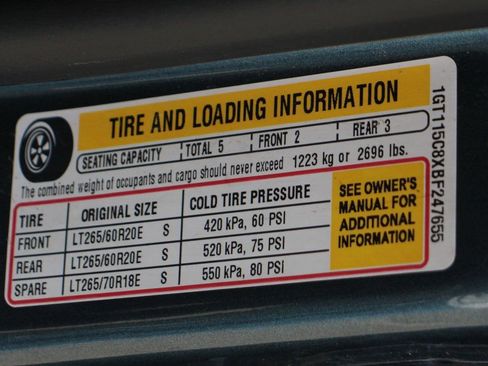 TIRE AND LOADING INFORMATION
SEATING CAPACITY TOTAL 5 FRONT 2 REAR 3
The combined weight of occupants and cargo should never exceed 1223 kg or 2696 lbs.
TIRE ORIGINAL SIZE COLD TIRE PRESSURE
FRONT LT265/60R20E S 420 kPa, 60 PSI
REAR LT265/60R20E S 520 kPa, 75 PSI
SPARE LT265/70R18E S 550 kPa, 80 PSI
SEE OWNER'S
MANUAL FOR
ADDITIONAL
INFORMATION
1GT115C8XBF247655